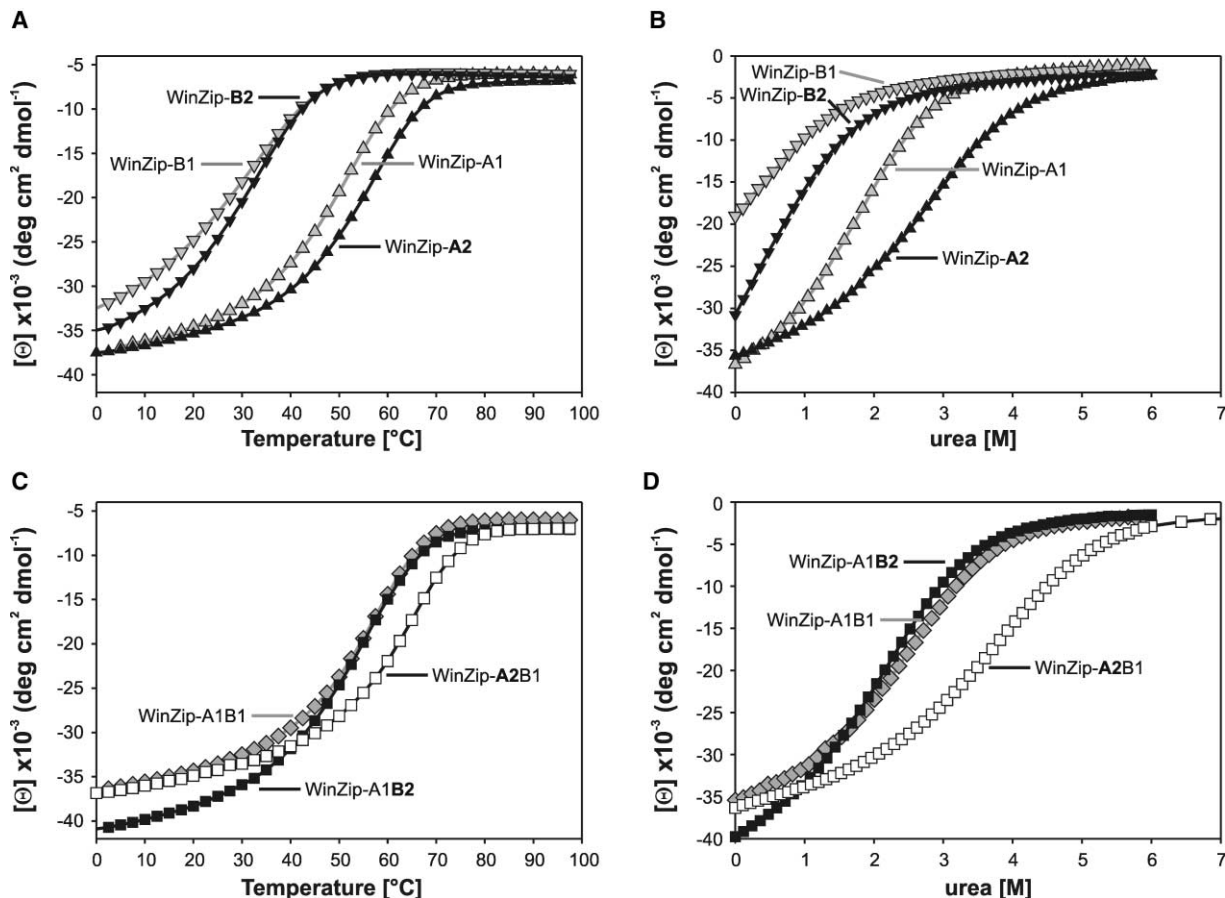 A
[Θ] x10⁻³ (deg cm² dmol⁻¹)
-5
-10
-15
-20
-25
-30
-35
-40
WinZip-B2
WinZip-B1
WinZip-A1
WinZip-A2
0 10 20 30 40 50 60 70 80 90 100
Temperature [°C]
B
[Θ] x10⁻³ (deg cm² dmol⁻¹)
0
-5
-10
-15
-20
-25
-30
-35
-40
WinZip-B1
WinZip-B2
WinZip-A1
WinZip-A2
0 1 2 3 4 5 6 7
urea [M]
C
[Θ] x10⁻³ (deg cm² dmol⁻¹)
-5
-10
-15
-20
-25
-30
-35
-40
WinZip-A2B1
WinZip-A1B1
WinZip-A1B2
0 10 20 30 40 50 60 70 80 90 100
Temperature [°C]
D
[Θ] x10⁻³ (deg cm² dmol⁻¹)
0
-5
-10
-15
-20
-25
-30
-35
-40
WinZip-A1B2
WinZip-A1B1
WinZip-A2B1
0 1 2 3 4 5 6 7
urea [M]